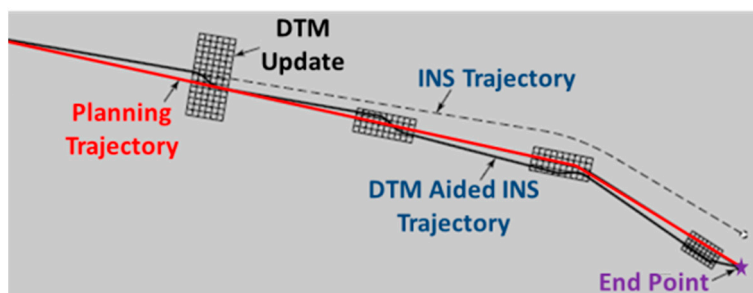 DTM
Update
INS Trajectory
Planning
Trajectory
DTM Aided INS
Trajectory
End Point